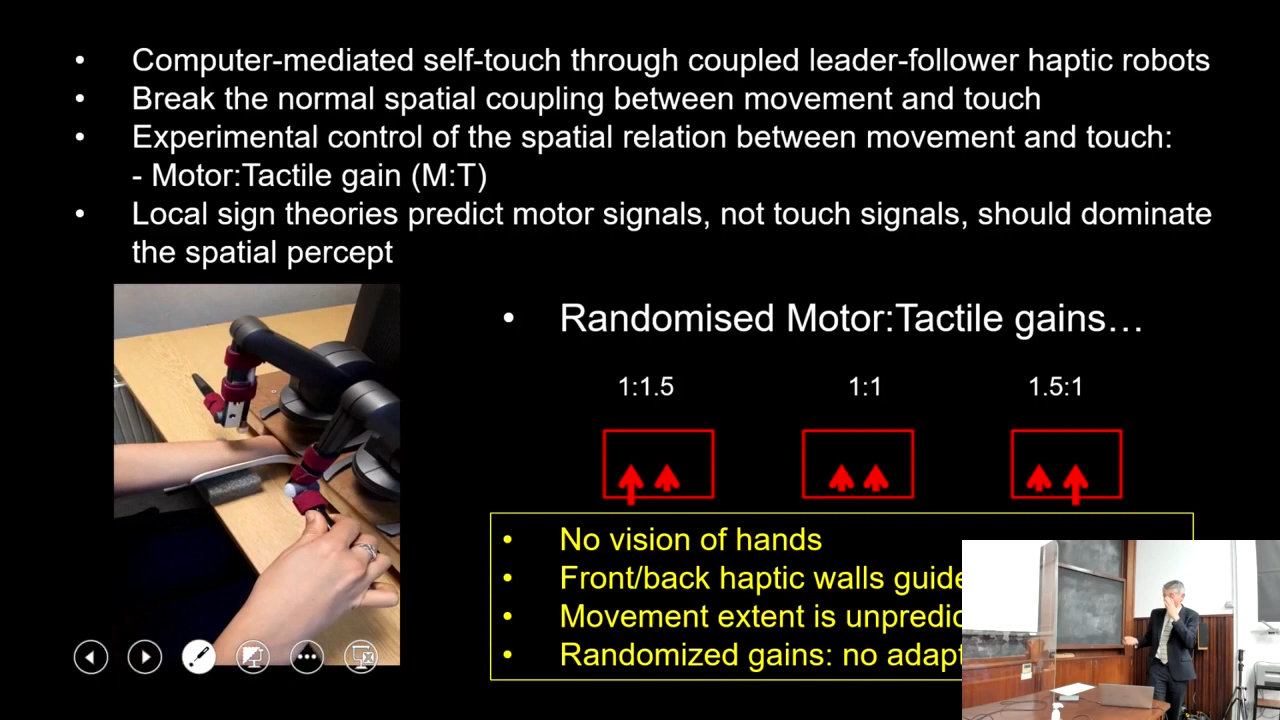 • Computer-mediated self-touch through coupled leader-follower haptic robots
• Break the normal spatial coupling between movement and touch
• Experimental control of the spatial relation between movement and touch:
- Motor:Tactile gain (M:T)
• Local sign theories predict motor signals, not touch signals, should dominate
the spatial percept
• Randomised Motor:Tactile gains…
1:1.5 1:1 1.5:1
• No vision of hands
• Front/back haptic walls guide
• Movement extent is
• Randomized gains: no